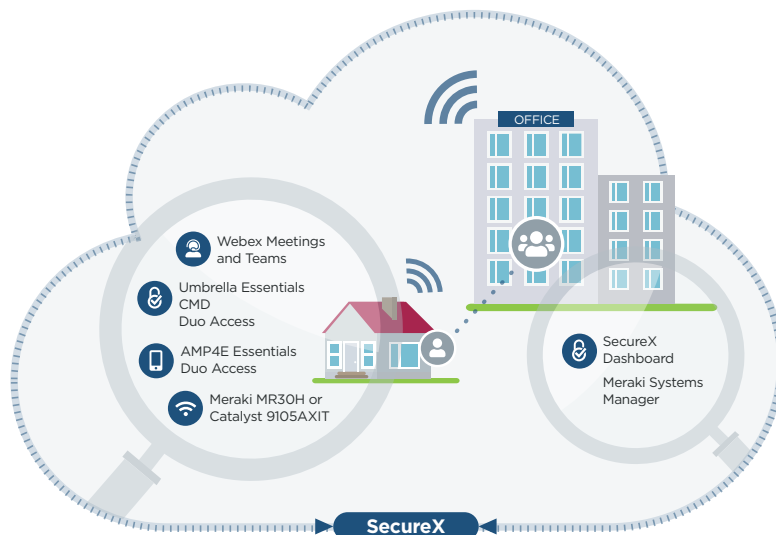 OFFICE
Webex Meetings
and Teams
Umbrella Essentials
CMD
Duo Access
AMP4E Essentials
Duo Access
Meraki MR30H or
Catalyst 9105AXIT
SecureX
Dashboard
Meraki Systems
Manager
SecureX